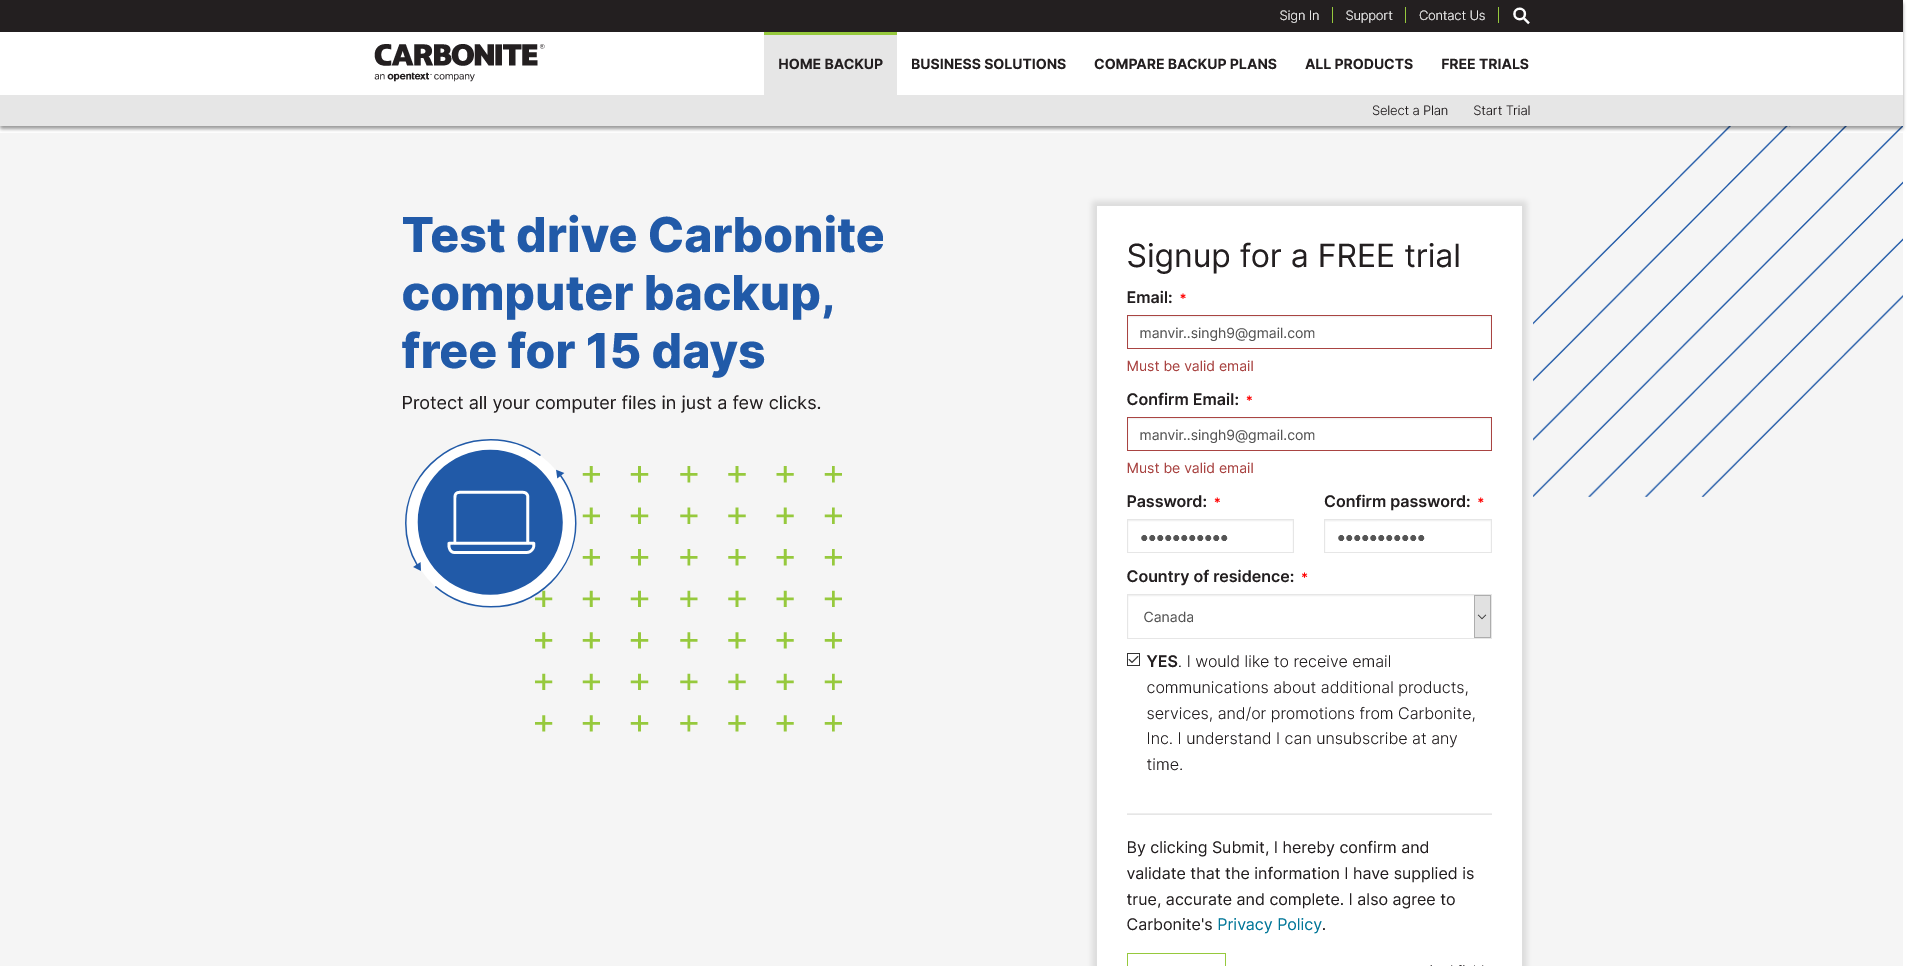 Sign In
Support
Contact Us
CARBONITE®
an opentext™ company
HOME BACKUP
BUSINESS SOLUTIONS
COMPARE BACKUP PLANS
ALL PRODUCTS
FREE TRIALS
Select a Plan
Start Trial
Test drive Carbonite
computer backup,
free for 15 days
Protect all your computer files in just a few clicks.
Signup for a FREE trial
Email: *
manvir..singh9@gmail.com
Must be valid email
Confirm Email: *
manvir..singh9@gmail.com
Must be valid email
Password: *
Confirm password: *
Country of residence: *
Canada
YES. I would like to receive email
communications about additional products,
services, and/or promotions from Carbonite,
Inc. I understand I can unsubscribe at any
time.
By clicking Submit, I hereby confirm and
validate that the information I have supplied is
true, accurate and complete. I also agree to
Carbonite's Privacy Policy.